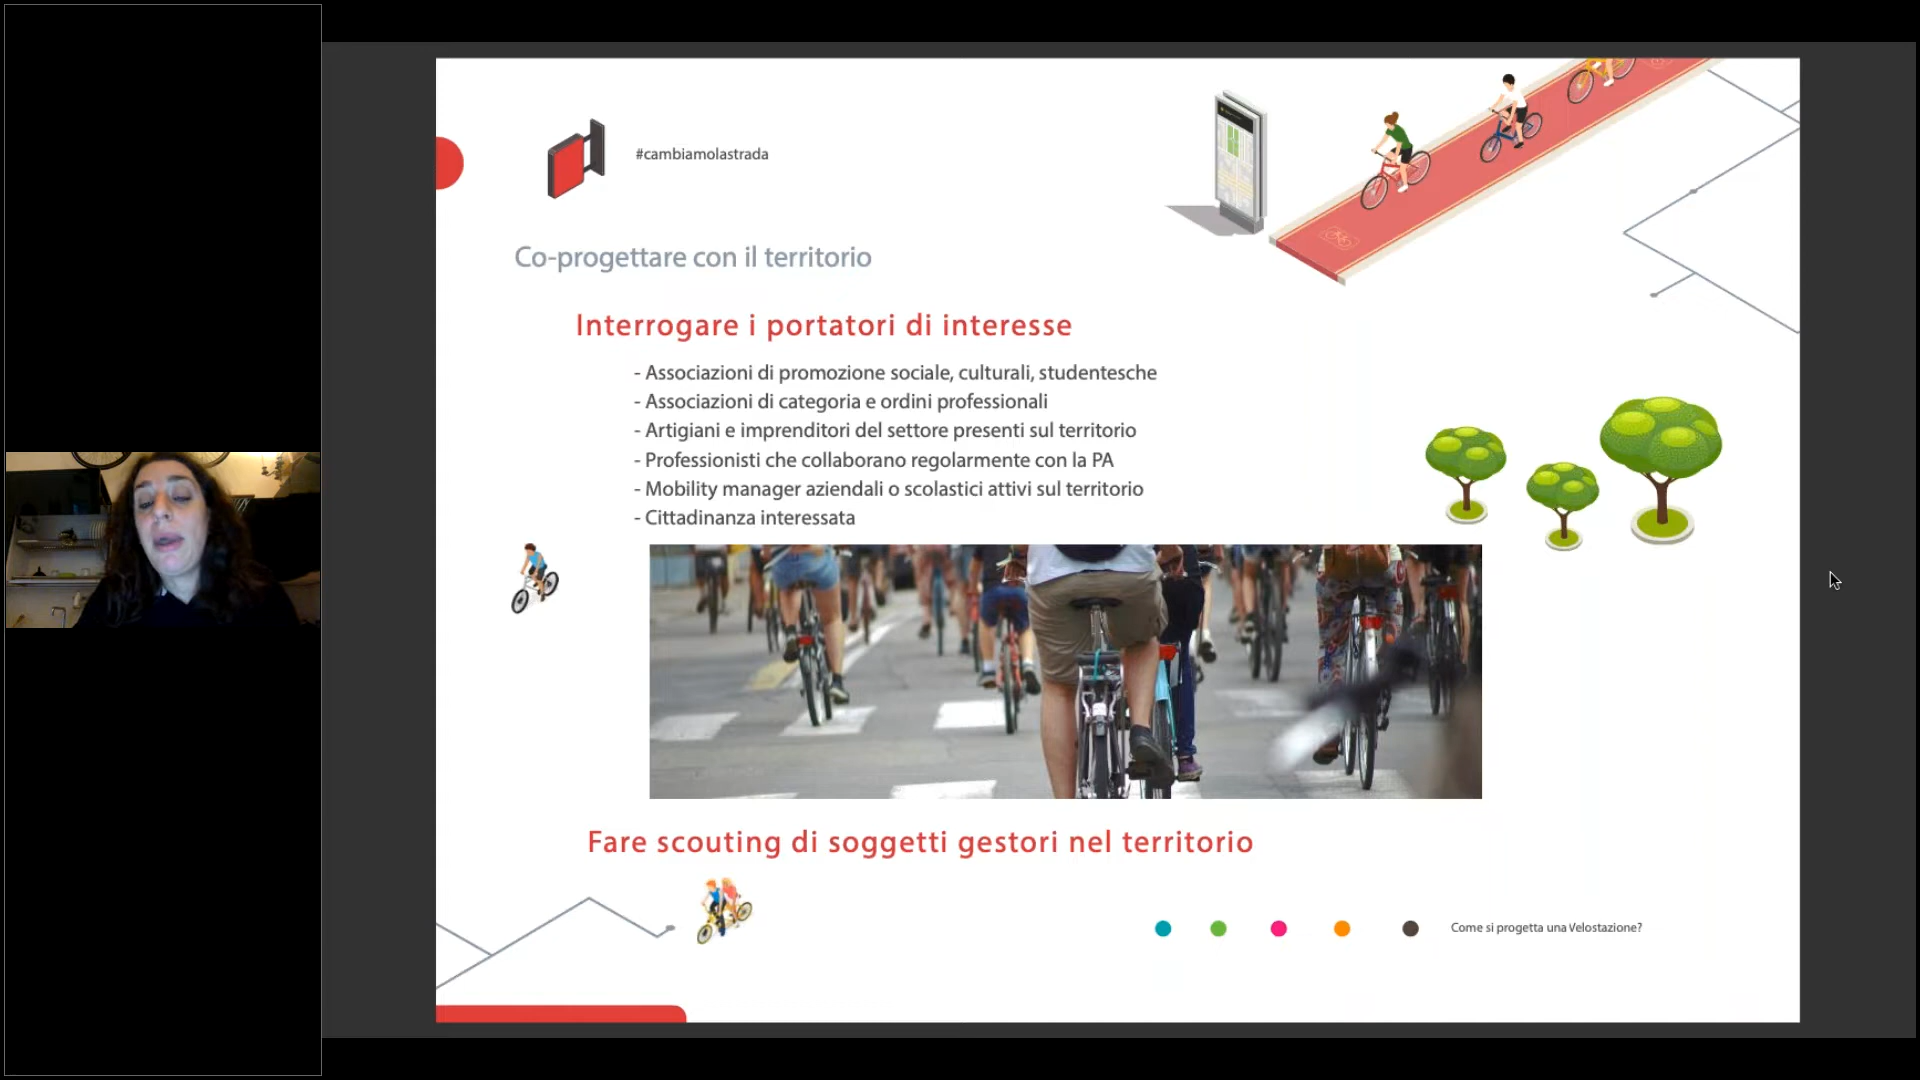 #cambiamolastrada
Co-progettare con il territorio
Interrogare i portatori di interesse
- Associazioni di promozione sociale, culturali, studentesche
- Associazioni di categoria e ordini professionali
- Artigiani e imprenditori del settore presenti sul territorio
- Professionisti che collaborano regolarmente con la PA
- Mobility manager aziendali o scolastici attivi sul territorio
- Cittadinanza interessata
Fare scouting di soggetti gestori nel territorio
Come si progetta una Velostazione?